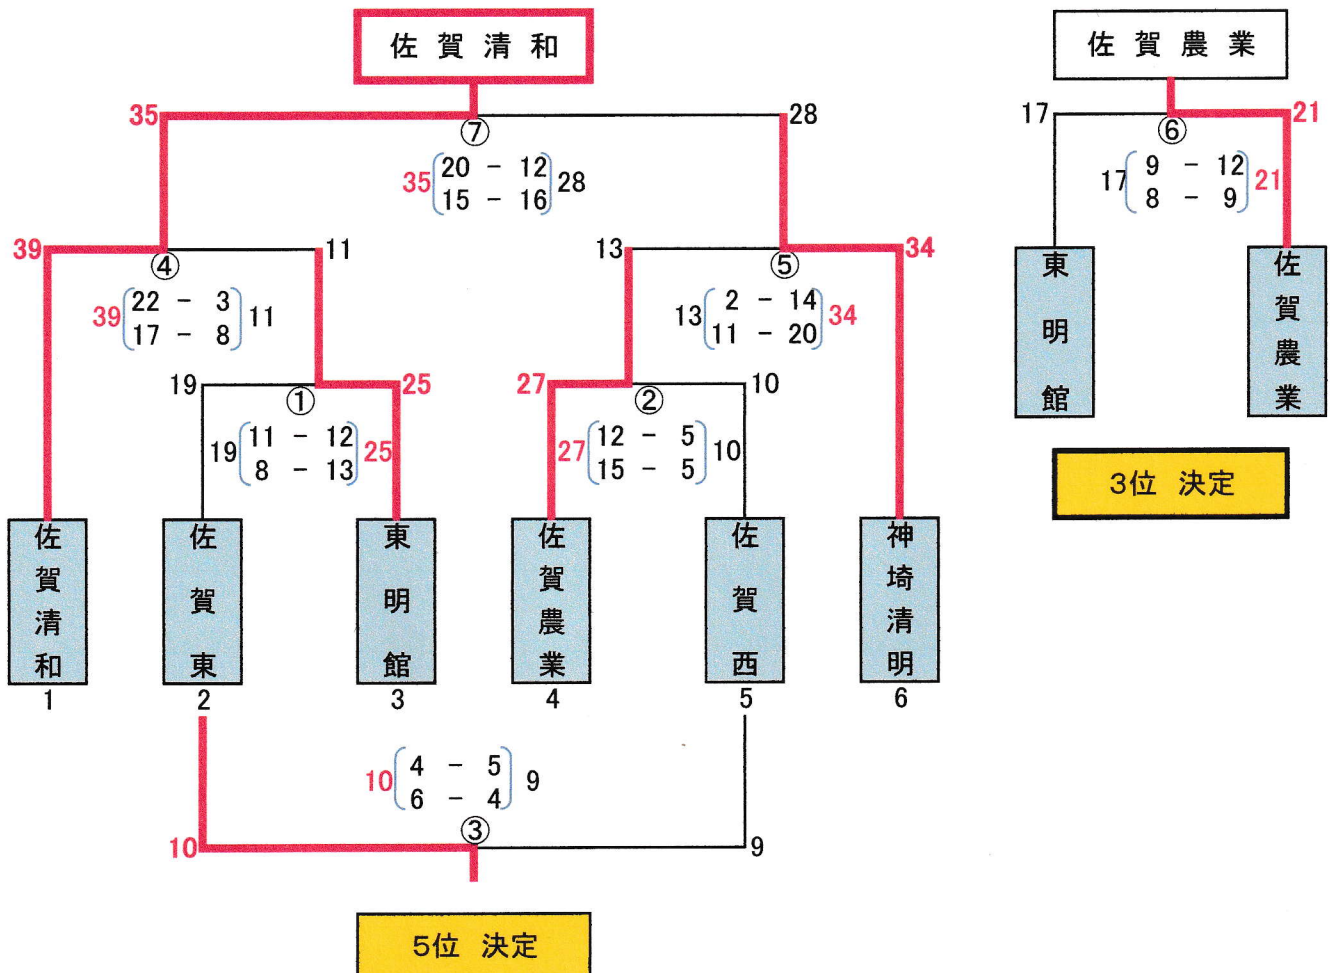 佐賀清和
佐賀農業
35
28
⑦
20 - 12
35
28
15 - 16
17
21
⑥
9 - 12
17
21
8 - 9
東明館
佐賀農業
3位 決定
39
11
④
22 - 3
39
11
17 - 8
13
34
⑤
2 - 14
13
34
11 - 20
19
25
①
11 - 12
19
25
8 - 13
27
10
②
12 - 5
27
10
15 - 5
佐賀清和
佐賀東
東明館
佐賀農業
佐賀西
神埼清明
1
2
3
4
5
6
4 - 5
10
9
6 - 4
③
10
9
5位 決定